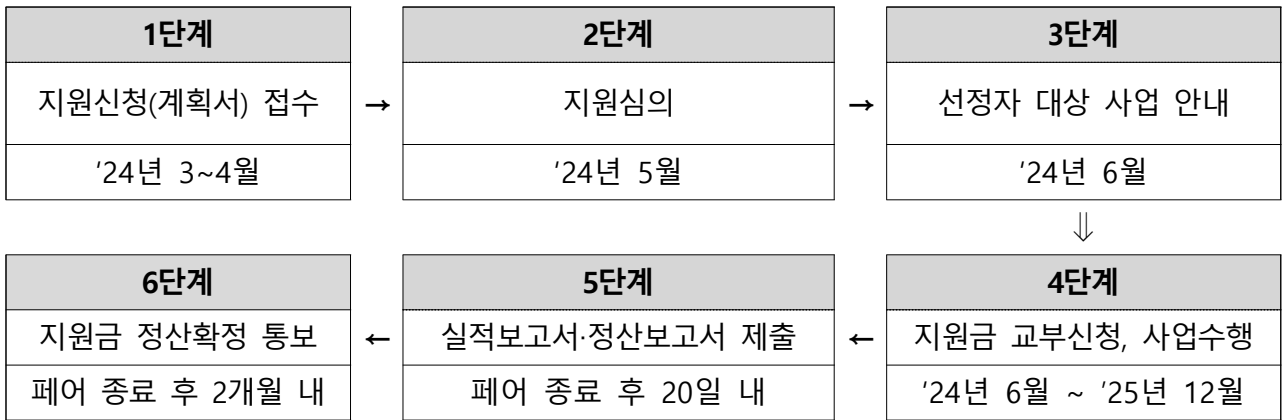 1단계
지원신청(계획서) 접수
'24년 3~4월
→
2단계
지원심의
'24년 5월
→
3단계
선정자 대상 사업 안내
'24년 6월
⇓
4단계
지원금 교부신청, 사업수행
'24년 6월 ~ '25년 12월
←
5단계
실적보고서·정산보고서 제출
페어 종료 후 20일 내
←
6단계
지원금 정산확정 통보
페어 종료 후 2개월 내